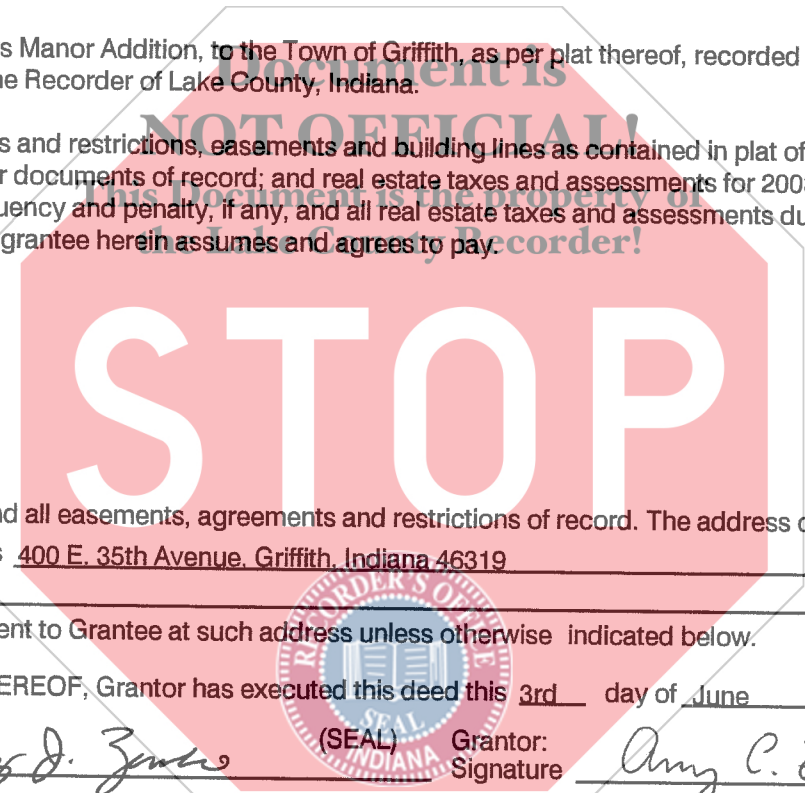 s Manor Addition, to the Town of Griffith, as per plat thereof, recorded
ne Recorder of Lake County, Indiana.
Document is
NOT OFFICIAL!
This Document is the property of
the Lake County Recorder!
s and restrictions, easements and building lines as contained in plat of
r documents of record; and real estate taxes and assessments for 2003
uency and penalty, if any, and all real estate taxes and assessments du
grantee herein assumes and agrees to pay.
STOP
nd all easements, agreements and restrictions of record. The address o
s 400 E. 35th Avenue, Griffith, Indiana 46319
ent to Grantee at such address unless otherwise indicated below.
EREOF, Grantor has executed this deed this 3rd day of June
RECORDER'S OFFICE
SEAL
INDIANA
J.
(SEAL) Grantor:
Signature Amy C.